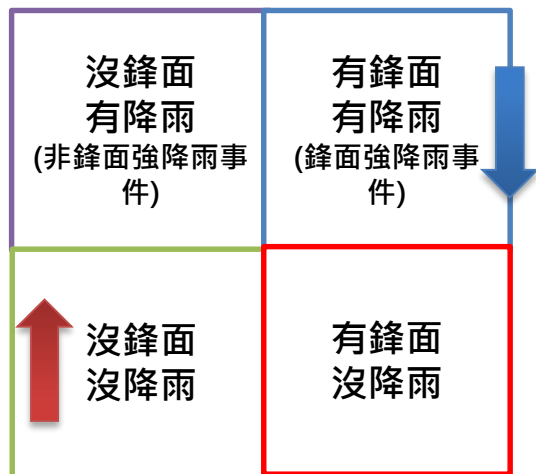 沒鋒面
有降雨
(非鋒面強降雨事
件)
有鋒面
有降雨
(鋒面強降雨事
件)
沒鋒面
沒降雨
有鋒面
沒降雨